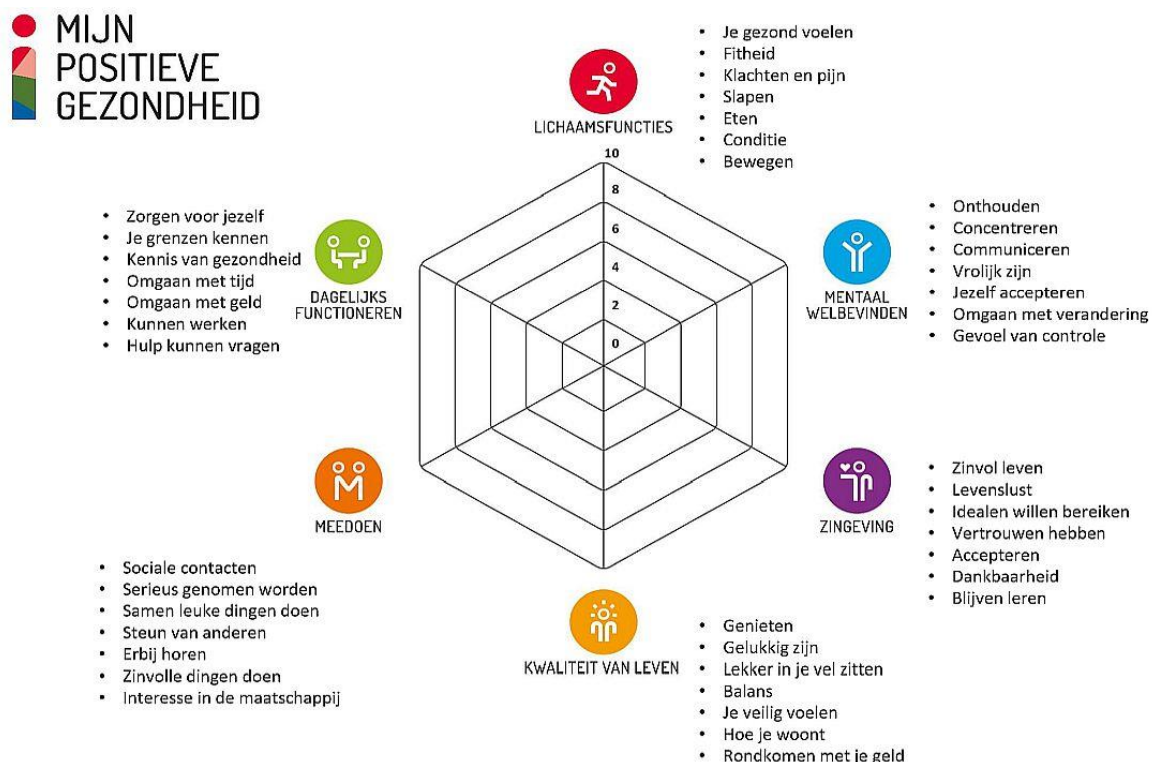 MIJN
POSITIEVE
GEZONDHEID
LICHAAMSFUNCTIES
• Je gezond voelen
• Fitheid
• Klachten en pijn
• Slapen
• Eten
• Conditie
• Bewegen
10
8
6
4
2
0
MENTAAL
WELBEVINDEN
• Onthouden
• Concentreren
• Communiceren
• Vrolijk zijn
• Jezelf accepteren
• Omgaan met verandering
• Gevoel van controle
ZINGEVING
• Zinvol leven
• Levenslust
• Idealen willen bereiken
• Vertrouwen hebben
• Accepteren
• Dankbaarheid
• Blijven leren
KWALITEIT VAN LEVEN
• Genieten
• Gelukkig zijn
• Lekker in je vel zitten
• Balans
• Je veilig voelen
• Hoe je woont
• Rondkomen met je geld
MEEDOEN
• Sociale contacten
• Serieus genomen worden
• Samen leuke dingen doen
• Steun van anderen
• Erbij horen
• Zinvolle dingen doen
• Interesse in de maatschappij
DAGELIJKS
FUNCTIONEREN
• Zorgen voor jezelf
• Je grenzen kennen
• Kennis van gezondheid
• Omgaan met tijd
• Omgaan met geld
• Kunnen werken
• Hulp kunnen vragen